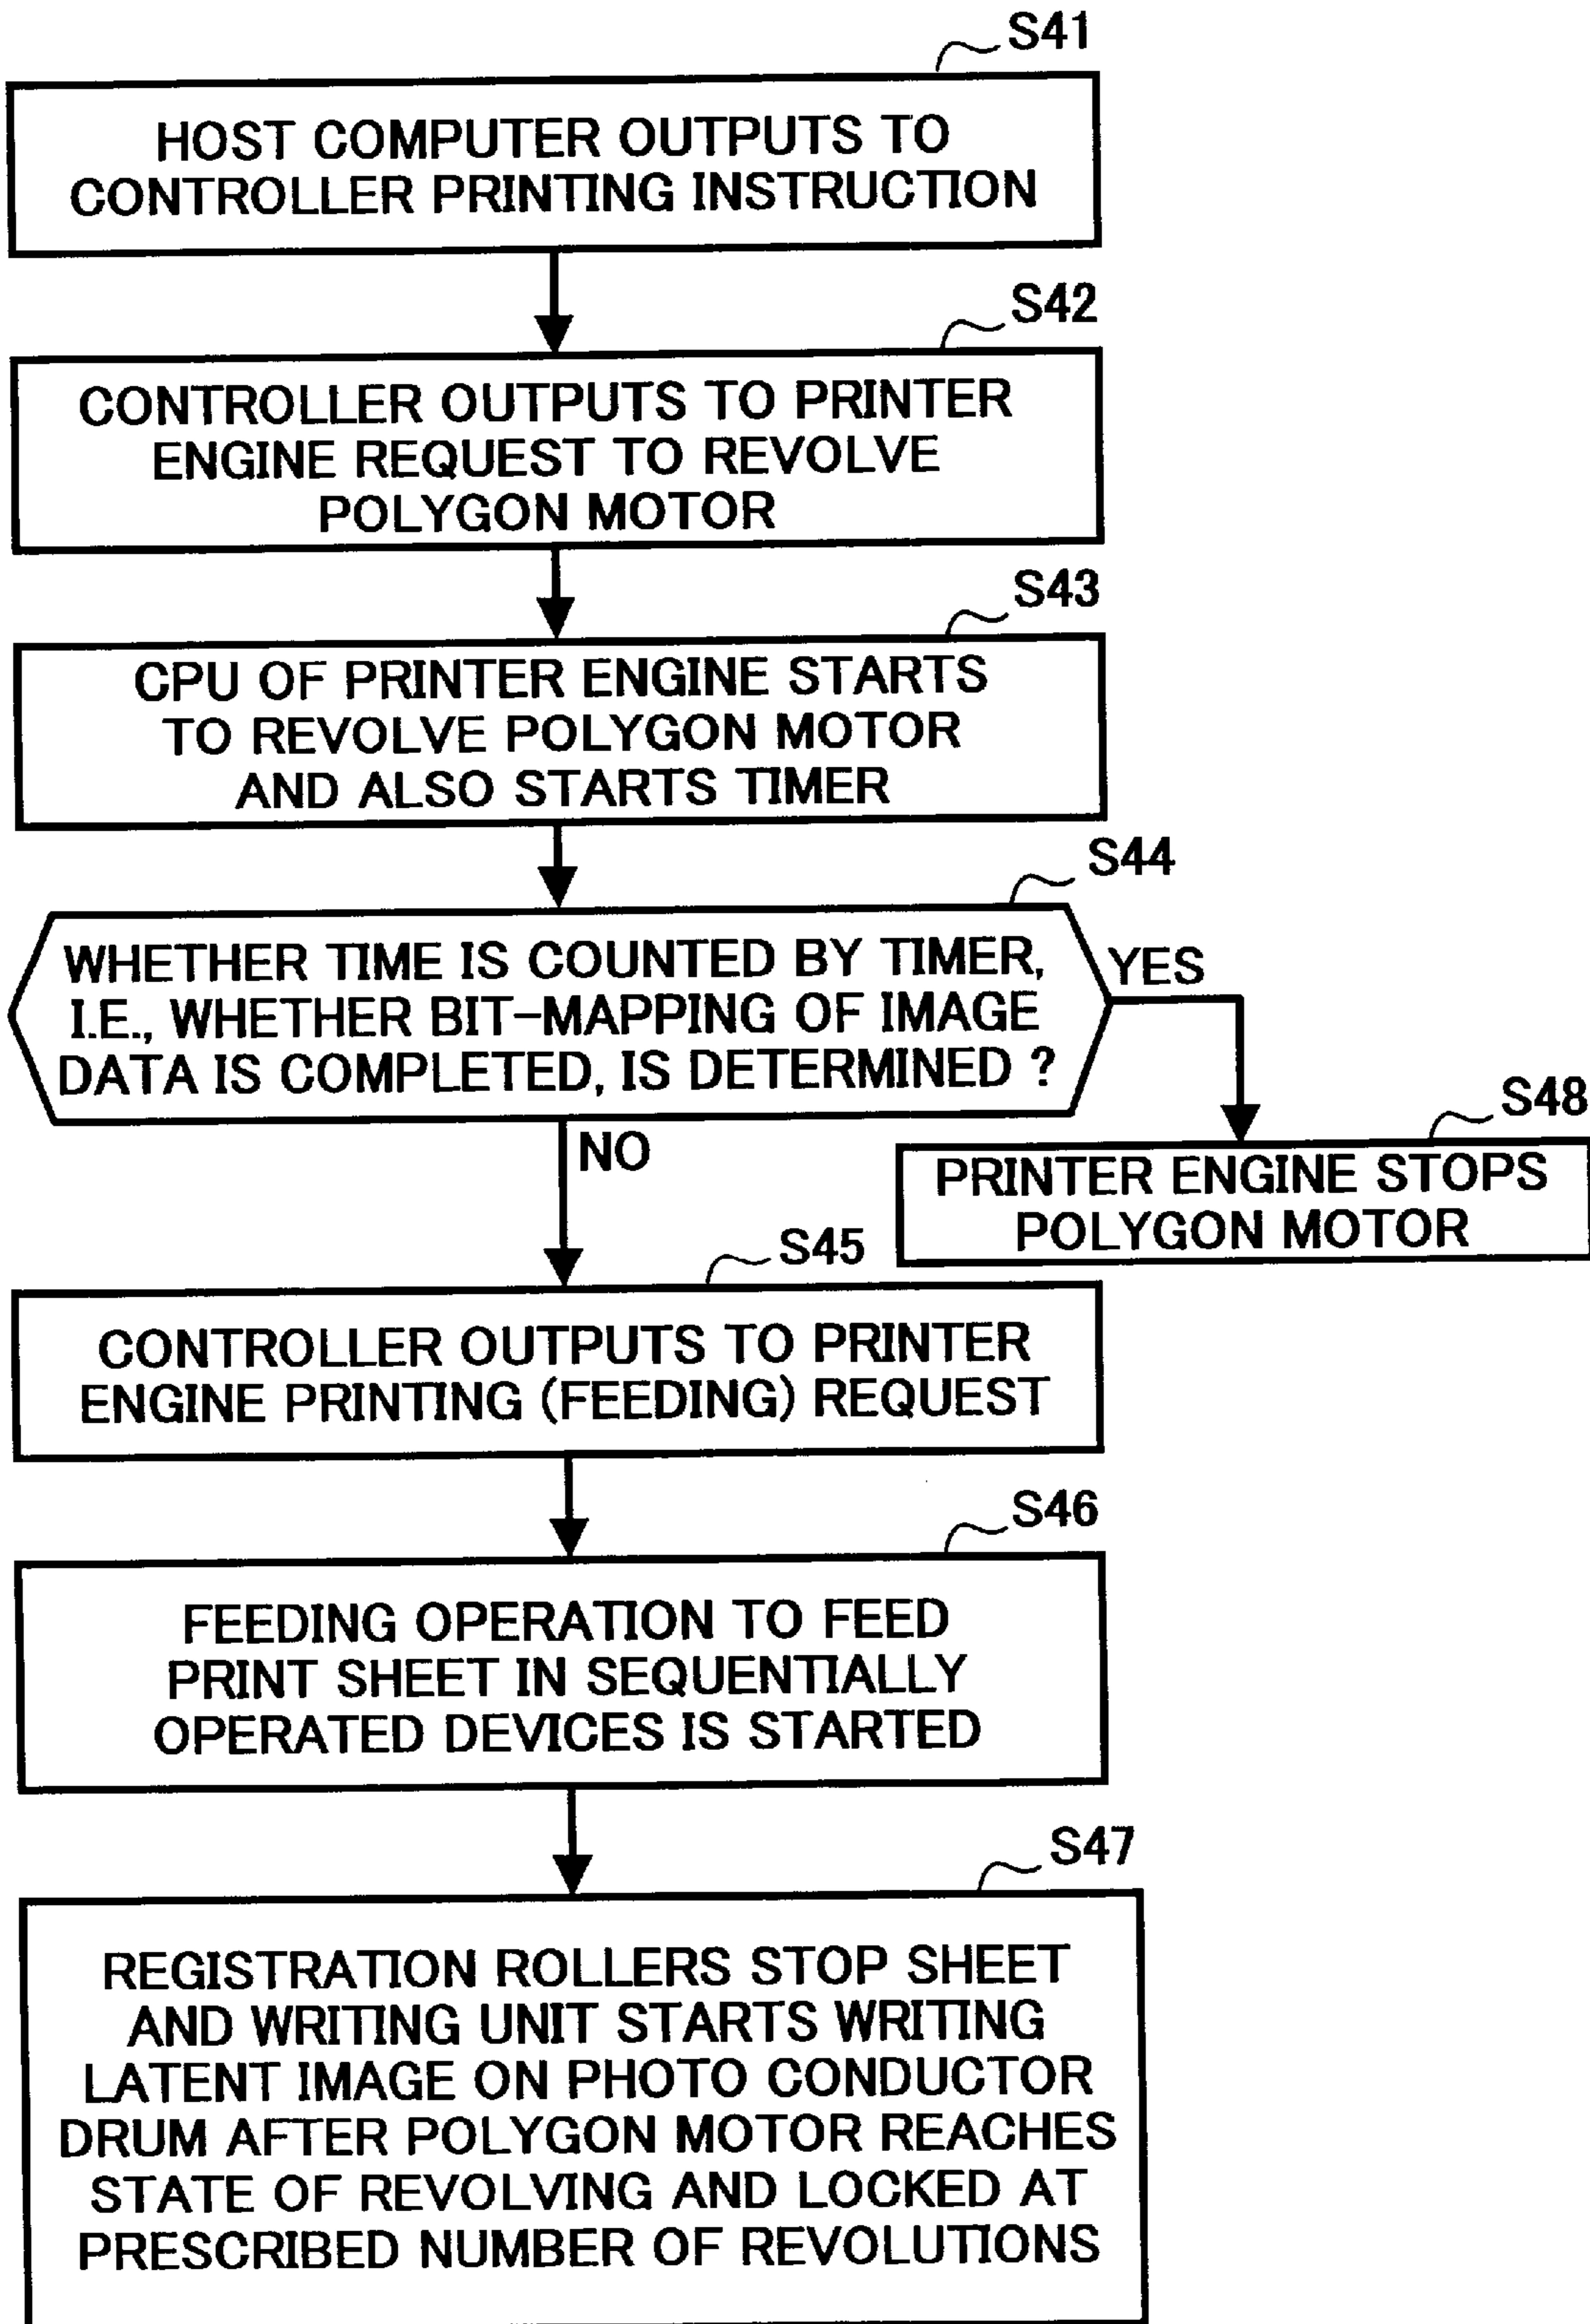 S41
HOST COMPUTER OUTPUTS TO
CONTROLLER PRINTING INSTRUCTION
S42
CONTROLLER OUTPUTS TO PRINTER
ENGINE REQUEST TO REVOLVE
POLYGON MOTOR
S43
CPU OF PRINTER ENGINE STARTS
TO REVOLVE POLYGON MOTOR
AND ALSO STARTS TIMER
S44
WHETHER TIME IS COUNTED BY TIMER,
I.E., WHETHER BIT-MAPPING OF IMAGE
DATA IS COMPLETED, IS DETERMINED ?
YES
NO
S48
PRINTER ENGINE STOPS
POLYGON MOTOR
S45
CONTROLLER OUTPUTS TO PRINTER
ENGINE PRINTING (FEEDING) REQUEST
S46
FEEDING OPERATION TO FEED
PRINT SHEET IN SEQUENTIALLY
OPERATED DEVICES IS STARTED
S47
REGISTRATION ROLLERS STOP SHEET
AND WRITING UNIT STARTS WRITING
LATENT IMAGE ON PHOTO CONDUCTOR
DRUM AFTER POLYGON MOTOR REACHES
STATE OF REVOLVING AND LOCKED AT
PRESCRIBED NUMBER OF REVOLUTIONS